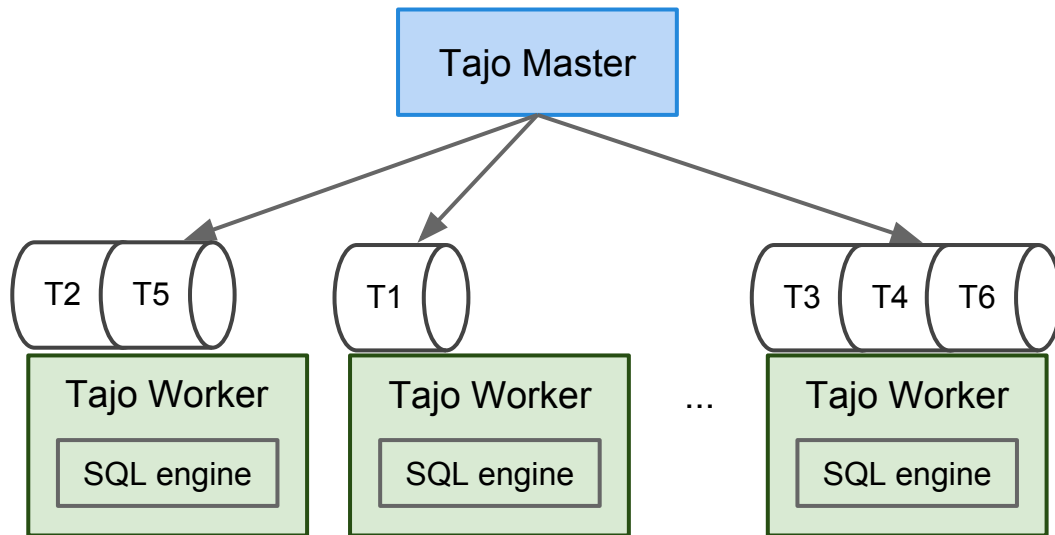 Tajo Master
T2 T5 T1 T3 T4 T6
Tajo Worker Tajo Worker ... Tajo Worker
SQL engine SQL engine SQL engine